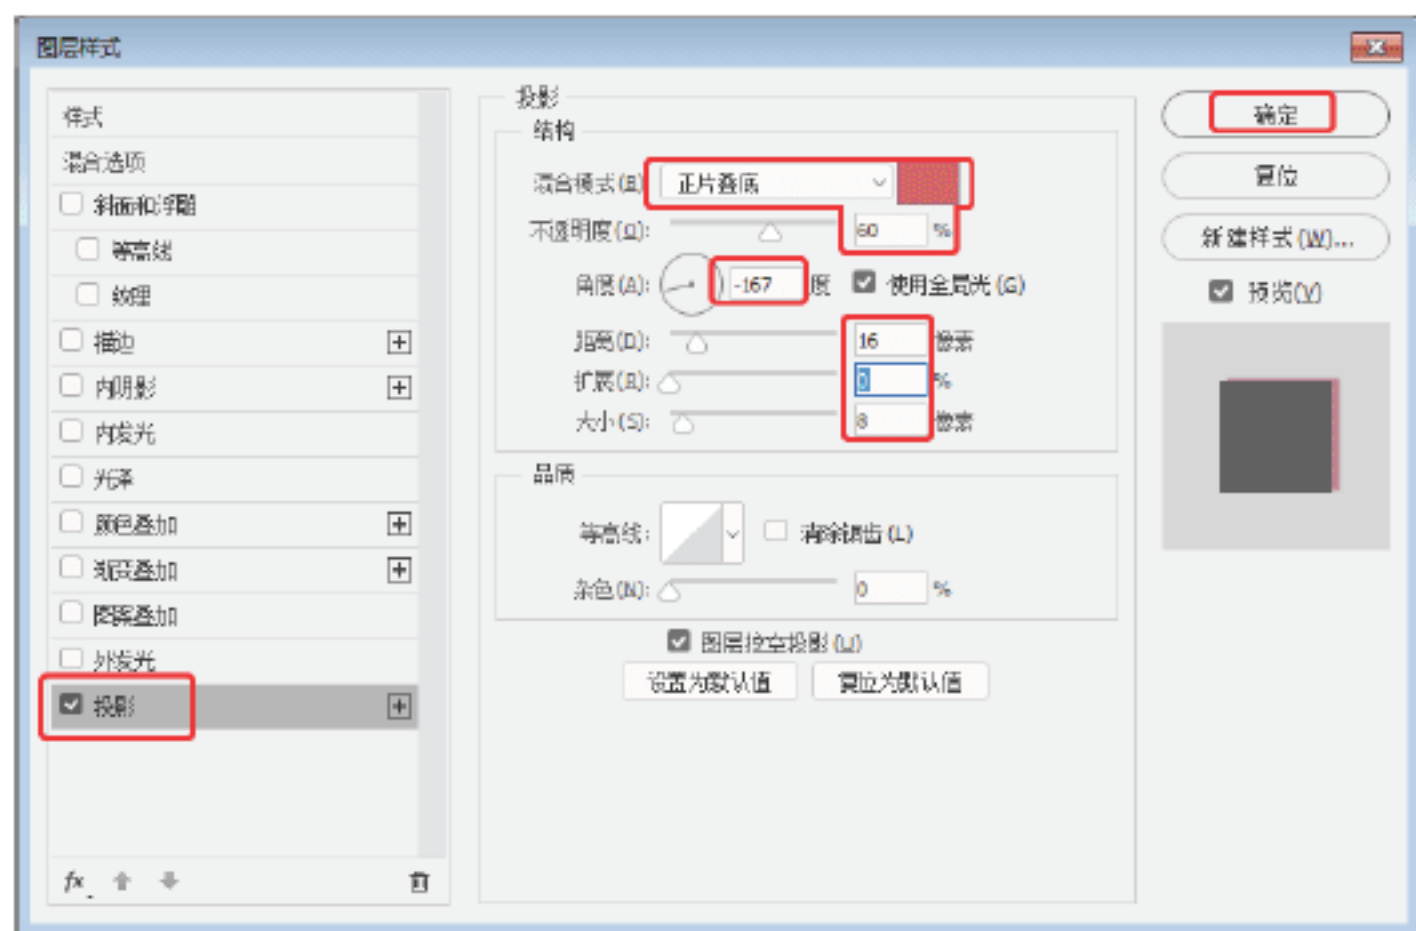 图层样式
样式
混合选项
斜面和浮雕
等高线
纹理
描边
内阴影
内发光
光泽
颜色叠加
渐变叠加
图案叠加
外发光
投影
fx
投影
结构
混合模式(B) 正片叠底
不透明度(O): 60 %
角度(A): -167 度 使用全局光(G)
距离(D): 16 像素
扩展(R): 0 %
大小(S): 8 像素
品质
等高线: 消除锯齿(L)
杂色(N): 0 %
图层挖空投影(U)
设置为默认值 复位为默认值
确定
复位
新建样式(W)...
预览(V)